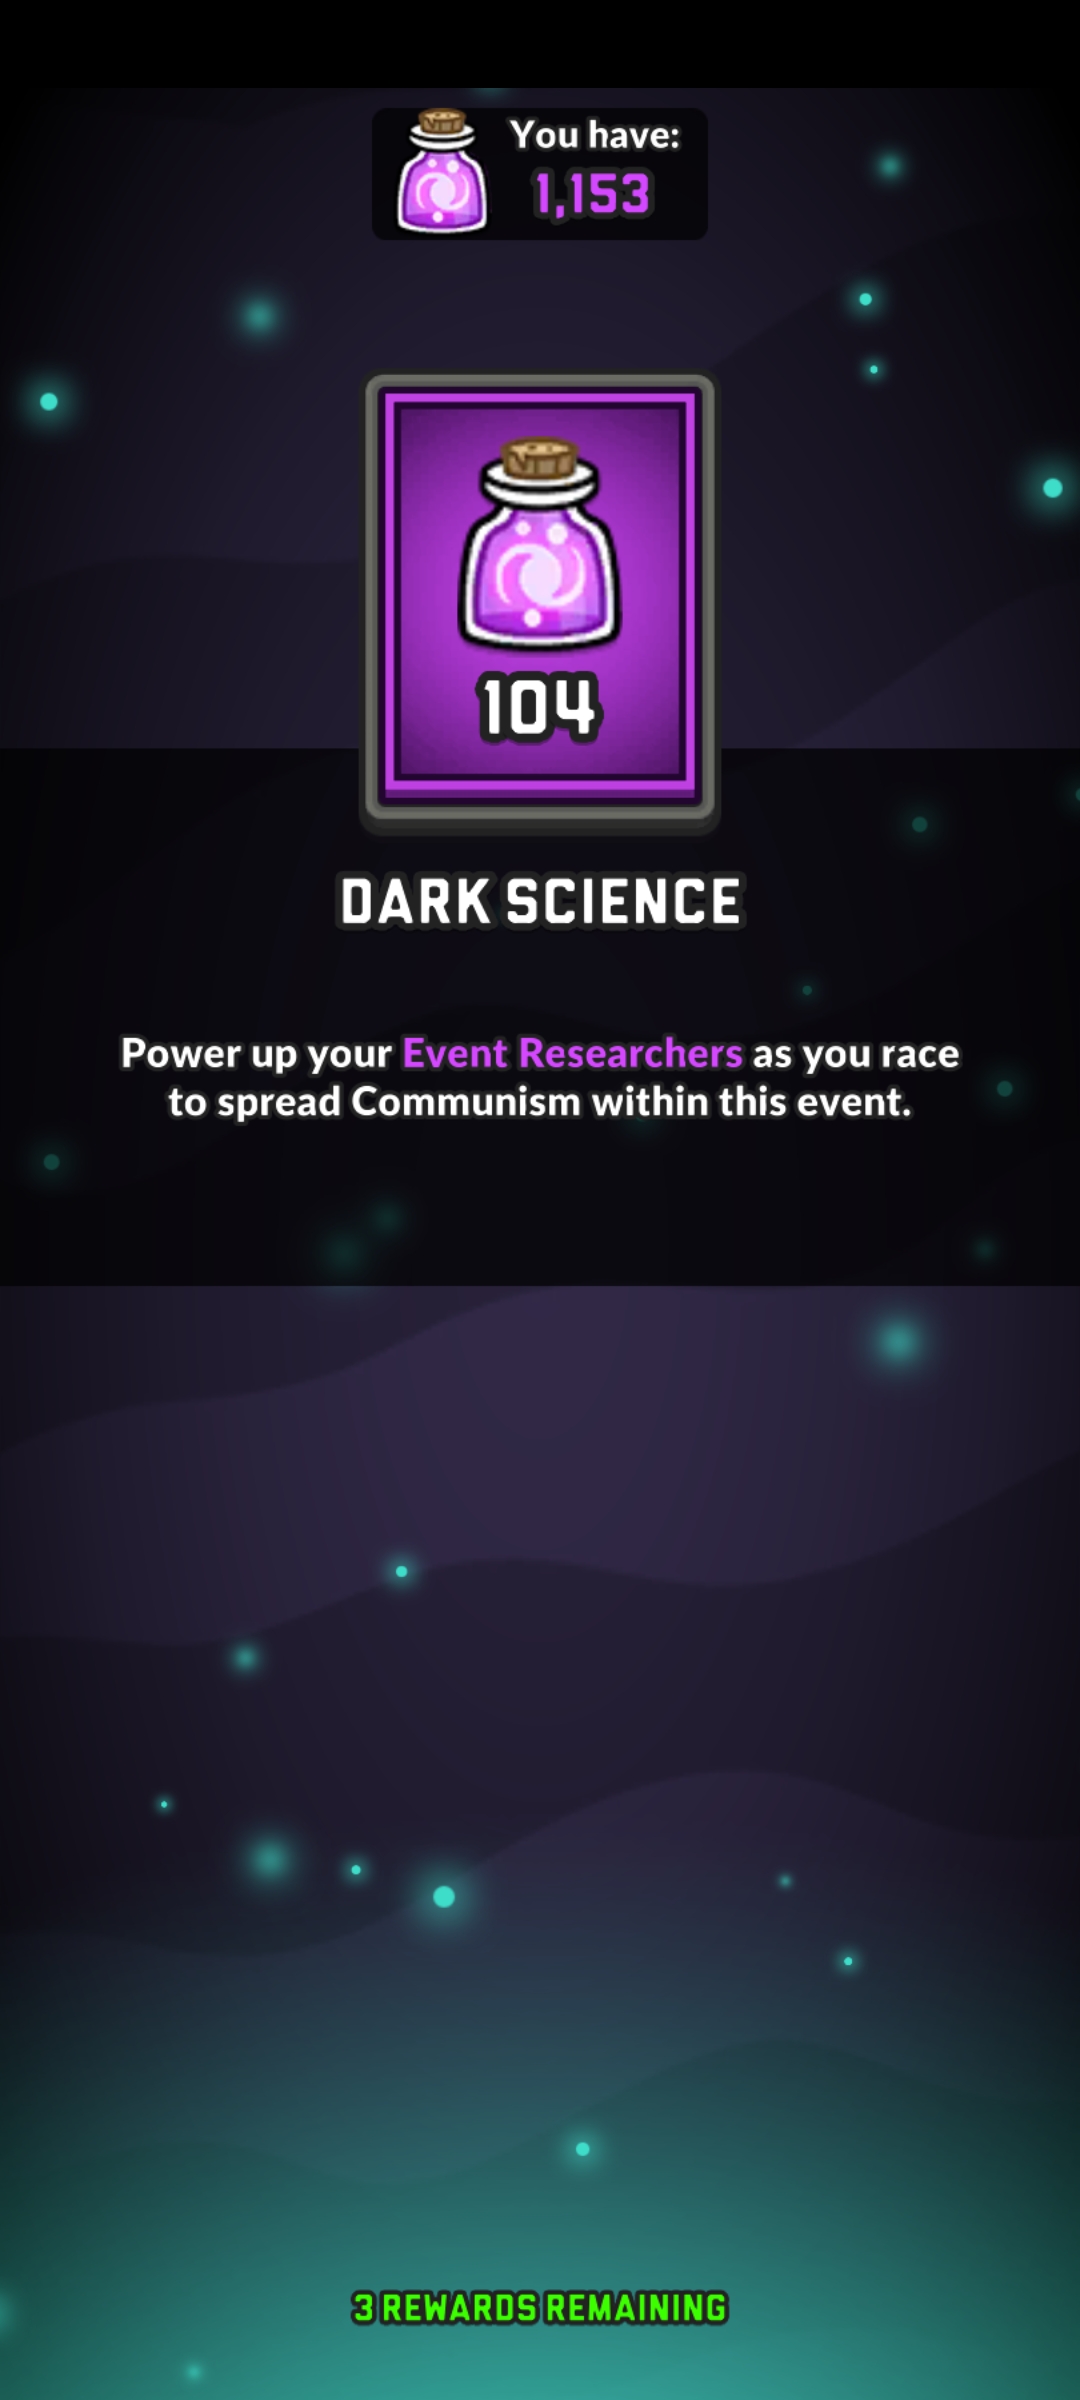 You have:
1,153
104
DARK SCIENCE
Power up your Event Researchers as you race
to spread Communism within this event.
3 REWARDS REMAINING